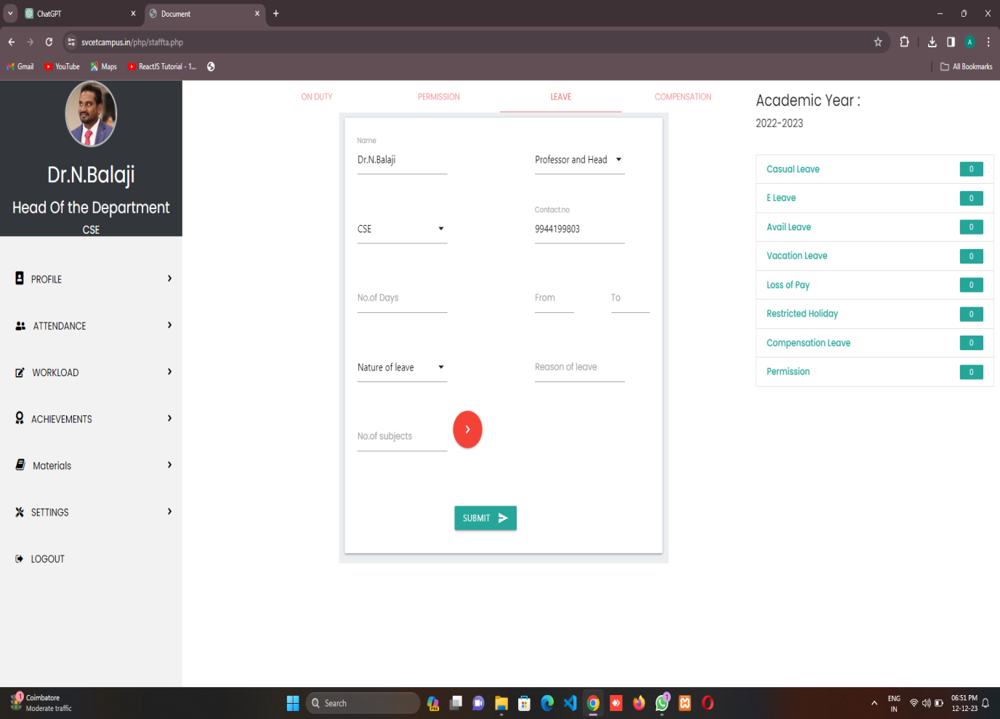 ChatGPT
Document
svcetcampus.in/php/staffta.php
A
Gmail
YouTube
Maps
ReactJS Tutorial - 1...
All Bookmarks
Dr.N.Balaji
Head Of the Department
CSE
PROFILE
ATTENDANCE
WORKLOAD
ACHIEVEMENTS
Materials
SETTINGS
LOGOUT
ON DUTY
PERMISSION
LEAVE
COMPENSATION
Name
Dr.N.Balaji
Professor and Head
CSE
Contact.no
9944199803
No.of Days
From
To
Nature of leave
Reason of leave
No.of subjects
SUBMIT
Academic Year :
2022-2023
Casual Leave 0
E Leave 0
Avail Leave 0
Vacation Leave 0
Loss of Pay 0
Restricted Holiday 0
Compensation Leave 0
Permission 0
1
Coimbatore
Moderate traffic
Search
PRE
1
ENG
IN
06:51 PM
12-12-23